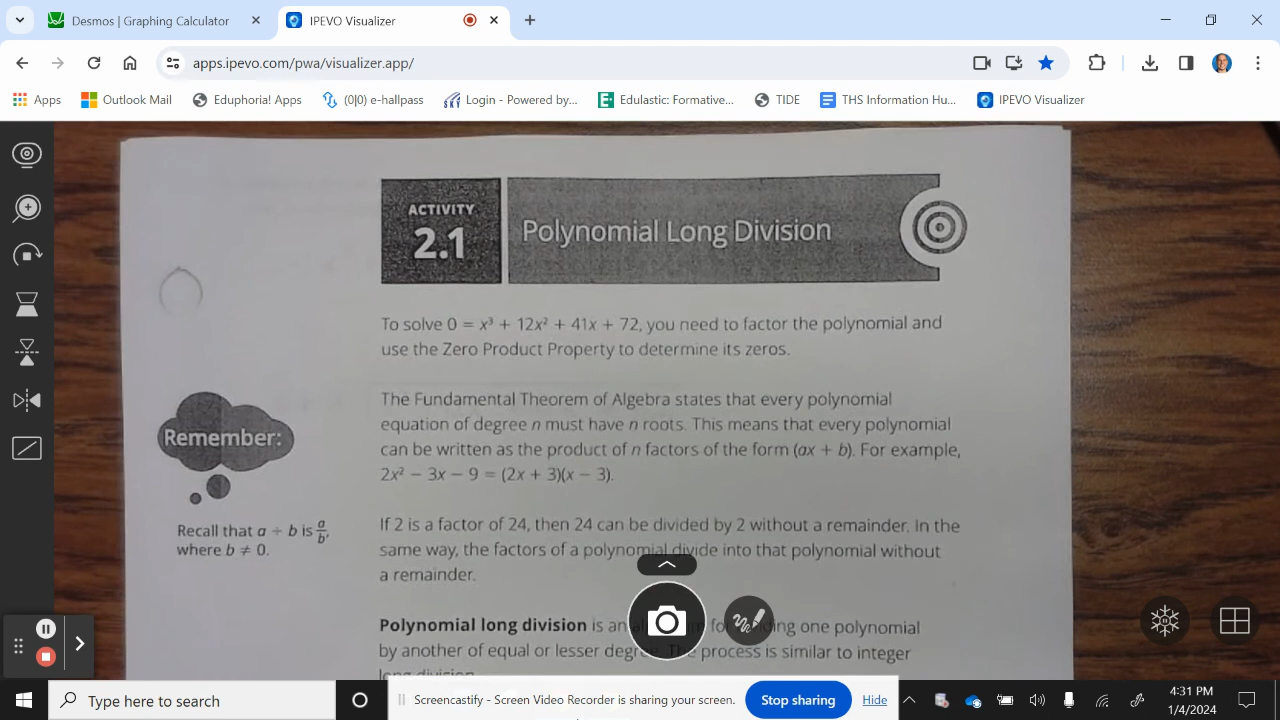 Desmos | Graphing Calculator
IPEVO Visualizer
apps.ipevo.com/pwa/visualizer.app/
Apps
Outlook Mail
Eduphoria! Apps
(0|0) e-hallpass
Login - Powered by...
Edulastic: Formative...
TIDE
THS Information Hu...
IPEVO Visualizer
ACTIVITY
2.1
Polynomial Long Division
To solve 0 = x³ + 12x² + 41x + 72, you need to factor the polynomial and
use the Zero Product Property to determine its zeros.
The Fundamental Theorem of Algebra states that every polynomial
equation of degree n must have n roots. This means that every polynomial
can be written as the product of n factors of the form (ax + b). For example,
2x² − 3x − 9 = (2x + 3)(x − 3).
Remember:
Recall that a ÷ b is a/b,
where b ≠ 0.
If 2 is a factor of 24, then 24 can be divided by 2 without a remainder. In the
same way, the factors of a polynomial divide into that polynomial without
a remainder.
Polynomial long division is an one polynomial
by another of equal or lesser degree. The process is similar to integer
long division.
Type here to search
Screencastify - Screen Video Recorder is sharing your screen.
Stop sharing
Hide
4:31 PM
1/4/2024